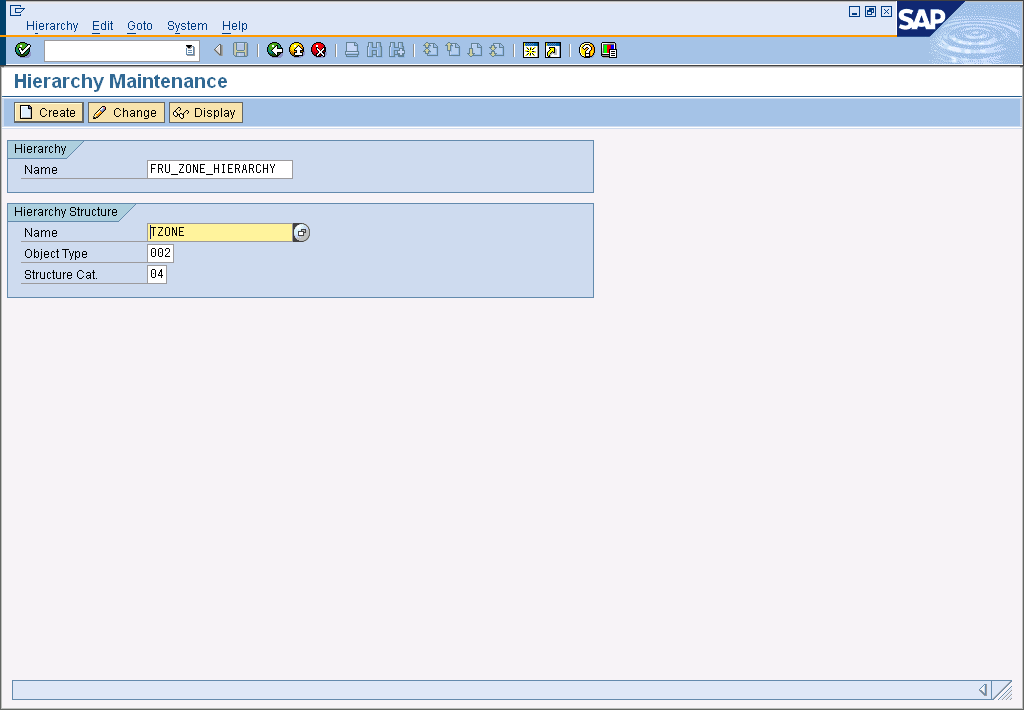 Hierarchy Edit Goto System Help
SAP
Hierarchy Maintenance
Create Change Display
Hierarchy
Name FRU_ZONE_HIERARCHY
Hierarchy Structure
Name TZONE
Object Type 002
Structure Cat. 04